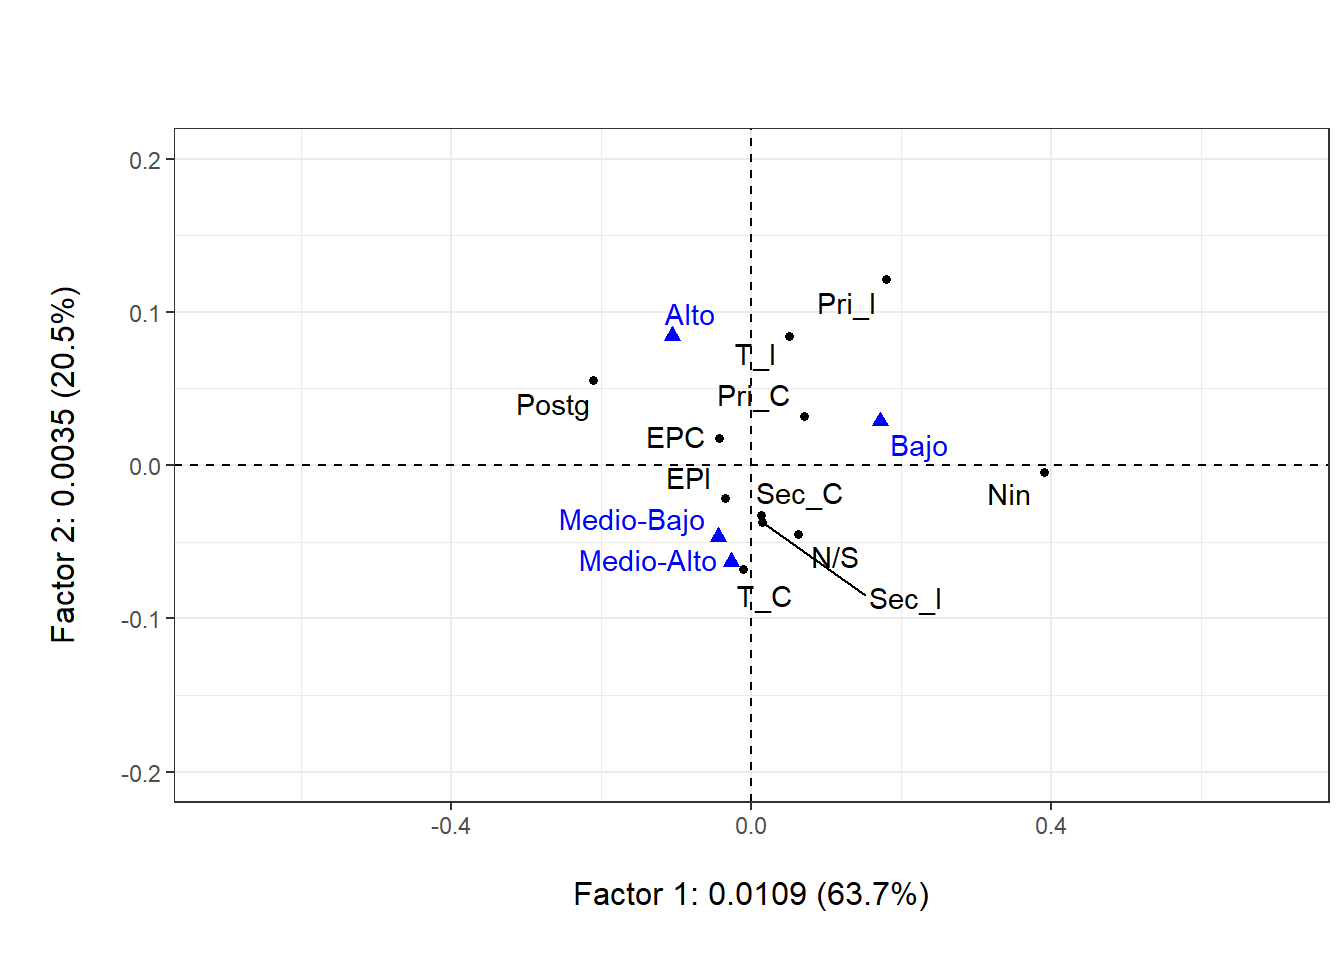 0.2
0.1
0.0
-0.1
-0.2
Factor 2: 0.0035 (20.5%)
Pri_I
Alto
T_I
Pri_C
Postg
EPC
Bajo
EPI
Sec_C
Nin
Medio-Bajo
Medio-Alto
N/S
T_C
Sec_I
-0.4
0.0
0.4
Factor 1: 0.0109 (63.7%)